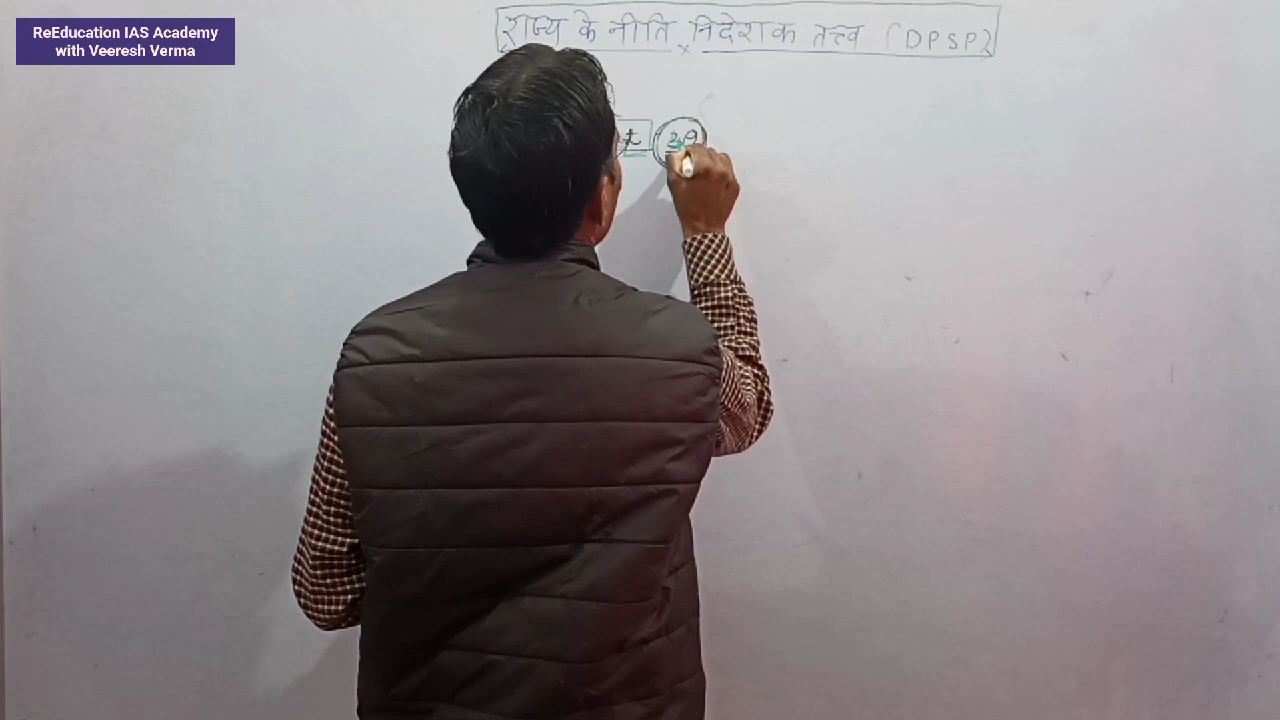 ReEducation IAS Academy
with Veeresh Verma
राज्य के नीति निदेशक तत्त्व (DPSP)